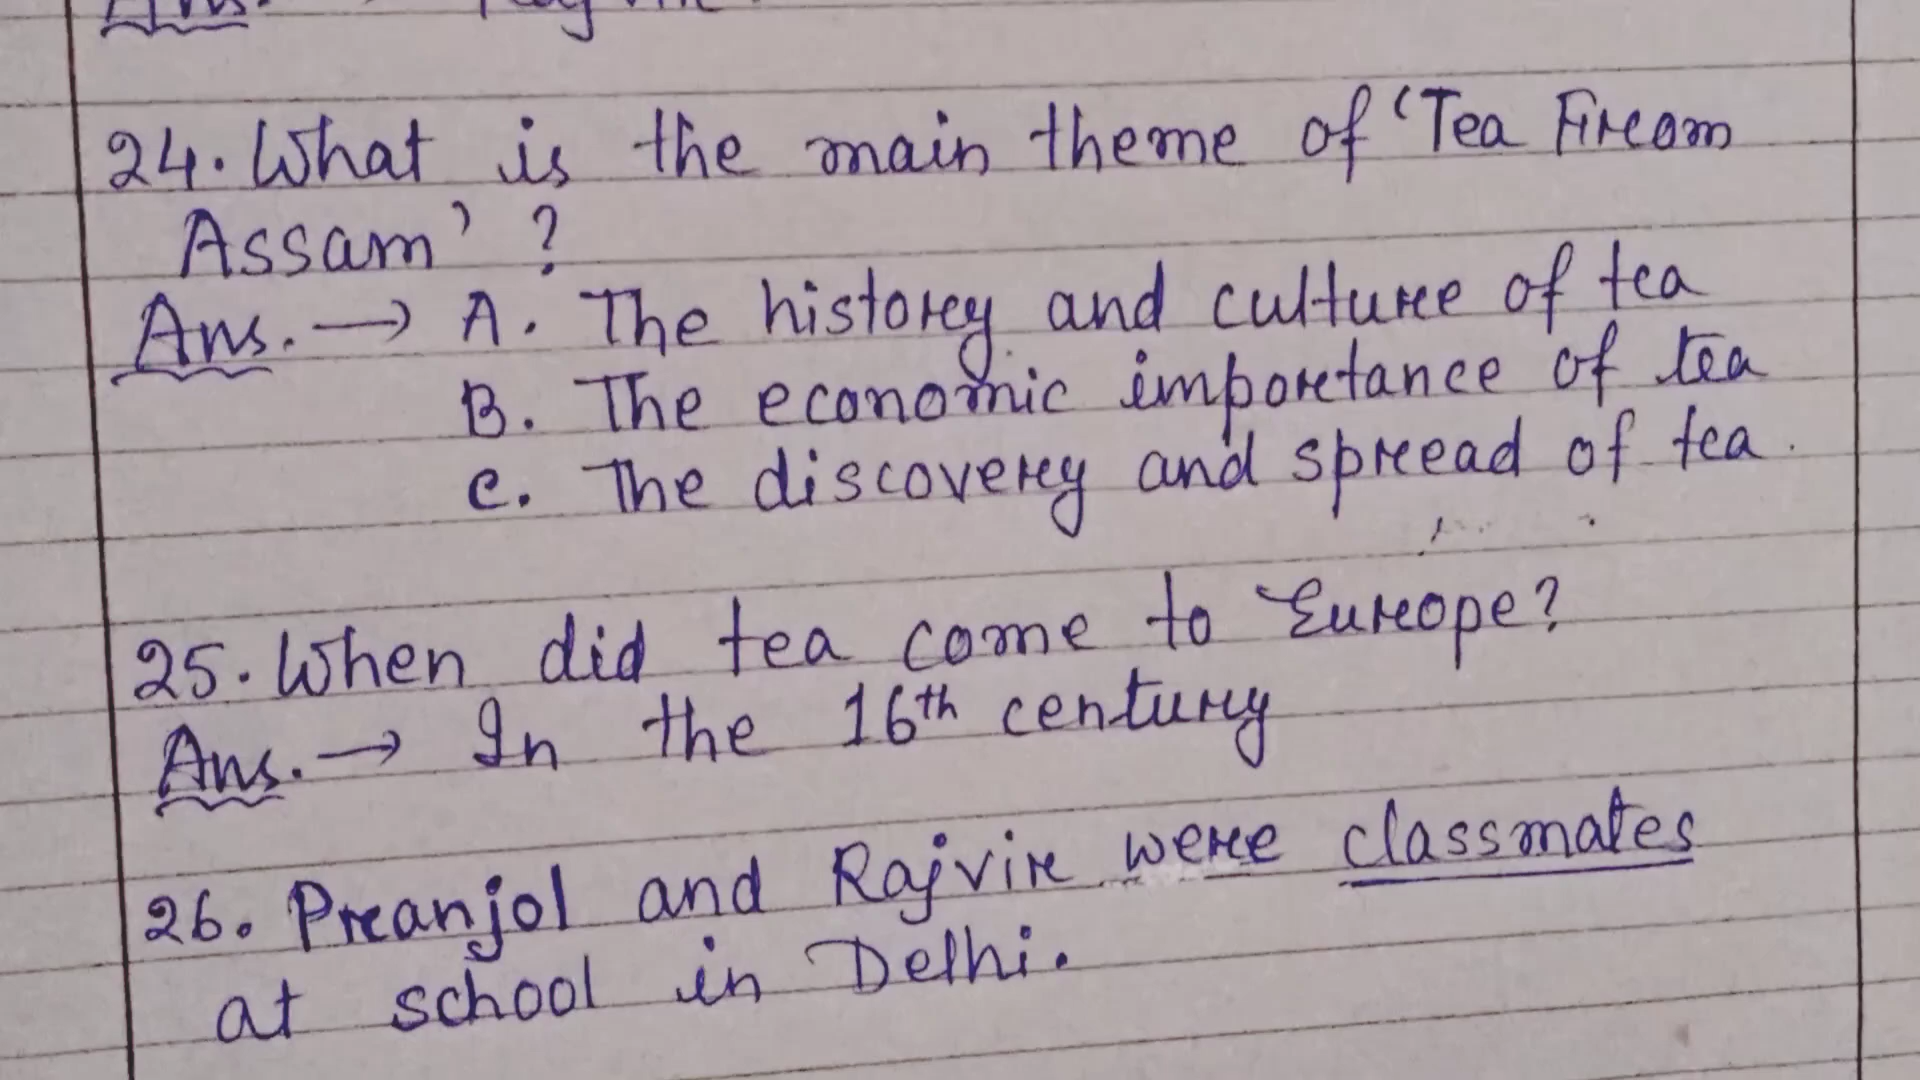 24. What is the main theme of 'Tea From
Assam' ?
Ans. → A. The history and culture of tea
B. The economic importance of tea
C. The discovery and spread of tea.
25. When did tea come to Europe?
Ans. → In the 16th century
26. Pranjol and Rajvir were classmates
at school in Delhi.